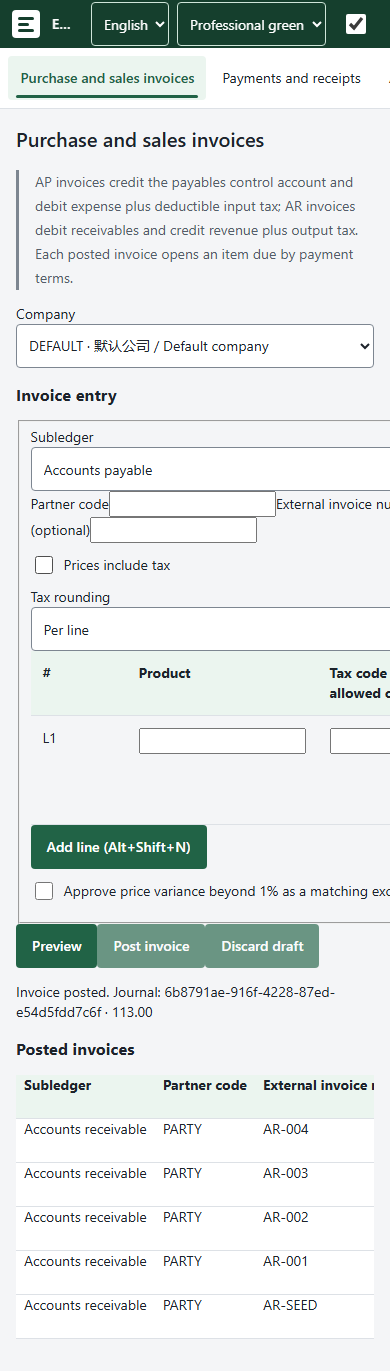 E... English Professional green
Purchase and sales invoices Payments and receipts
Purchase and sales invoices
AP invoices credit the payables control account and
debit expense plus deductible input tax; AR invoices
debit receivables and credit revenue plus output tax.
Each posted invoice opens an item due by payment
terms.
Company
DEFAULT · 默认公司 / Default company
Invoice entry
Subledger
Accounts payable
Partner code External invoice nu
(optional)
Prices include tax
Tax rounding
Per line
# Product Tax code
allowed
L1
Add line (Alt+Shift+N)
Approve price variance beyond 1% as a matching exc
Preview Post invoice Discard draft
Invoice posted. Journal: 6b8791ae-916f-4228-87ed-
e54d5fdd7c6f · 113.00
Posted invoices
Subledger Partner code External invoice
Accounts receivable PARTY AR-004
Accounts receivable PARTY AR-003
Accounts receivable PARTY AR-002
Accounts receivable PARTY AR-001
Accounts receivable PARTY AR-SEED